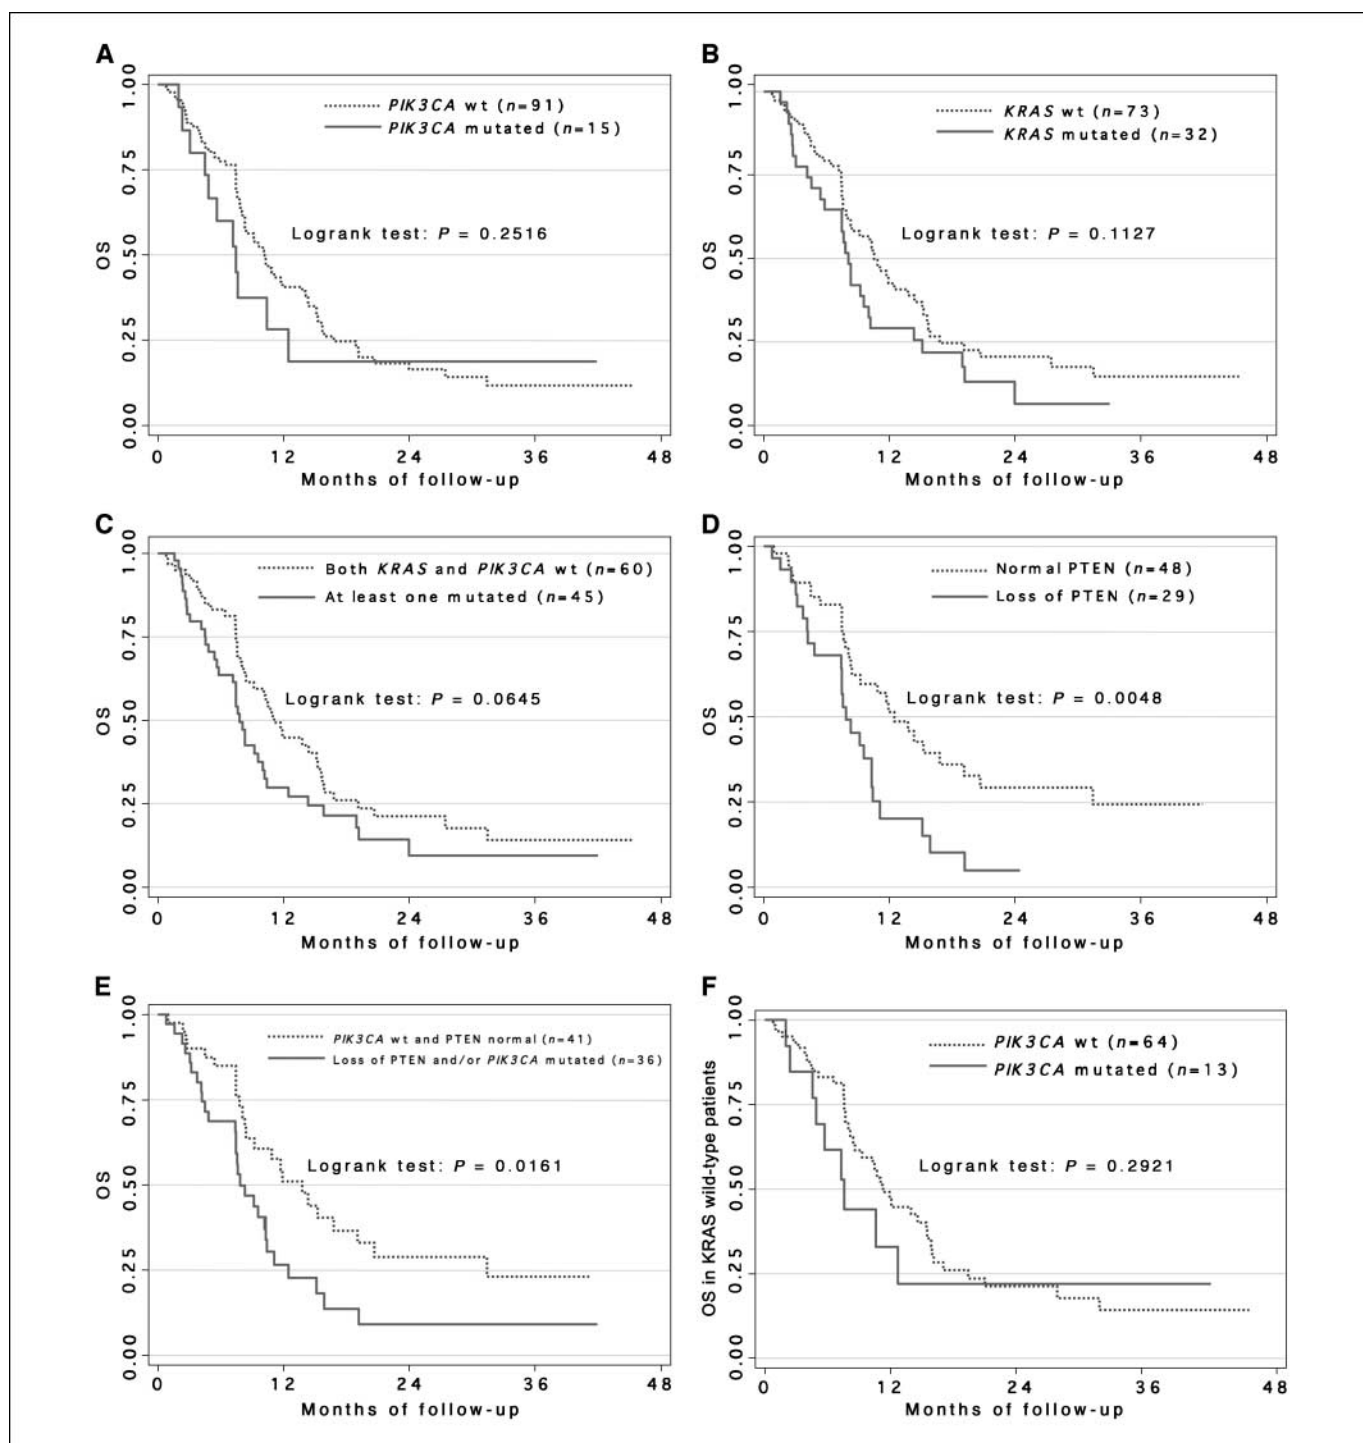 A
1.00
0.75
0.50
0.25
0.00
OS
PIK3CA wt (n=91)
PIK3CA mutated (n=15)
Logrank test: P = 0.2516
0 12 24 36 48
Months of follow-up
B
1.00
0.75
0.50
0.25
0.00
OS
KRAS wt (n=73)
KRAS mutated (n=32)
Logrank test: P = 0.1127
0 12 24 36 48
Months of follow-up
C
1.00
0.75
0.50
0.25
0.00
OS
Both KRAS and PIK3CA wt (n=60)
At least one mutated (n=45)
Logrank test: P = 0.0645
0 12 24 36 48
Months of follow-up
D
1.00
0.75
0.50
0.25
0.00
OS
Normal PTEN (n=48)
Loss of PTEN (n=29)
Logrank test: P = 0.0048
0 12 24 36 48
Months of follow-up
E
1.00
0.75
0.50
0.25
0.00
OS
PIK3CA wt and PTEN normal (n=41)
Loss of PTEN and/or PIK3CA mutated (n=36)
Logrank test: P = 0.0161
0 12 24 36 48
Months of follow-up
F
1.00
0.75
0.50
0.25
0.00
OS in KRAS wild-type patients
PIK3CA wt (n=64)
PIK3CA mutated (n=13)
Logrank test: P = 0.2921
0 12 24 36 48
Months of follow-up